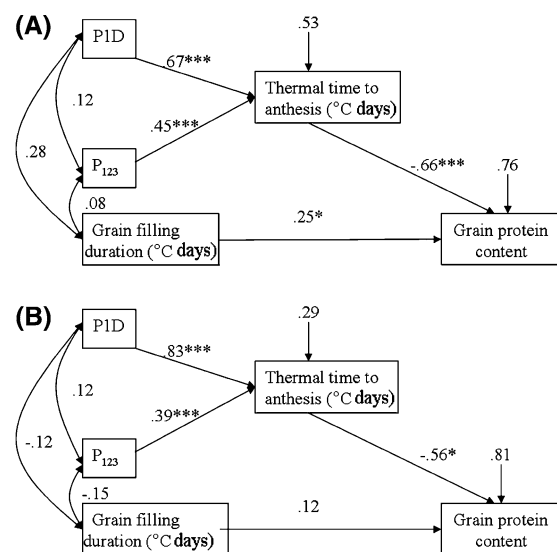 (A)
P1D
.53
.67***
Thermal time to
anthesis (°C days)
.12
.45***
.28
P123
-.66***
.76
.08
Grain filling
duration (°C days)
.25*
Grain protein
content
(B)
P1D
.29
.83***
Thermal time to
anthesis (°C days)
.12
.39***
-.12
P123
-.56*
.81
-.15
Grain filling
duration (°C days)
.12
Grain protein
content